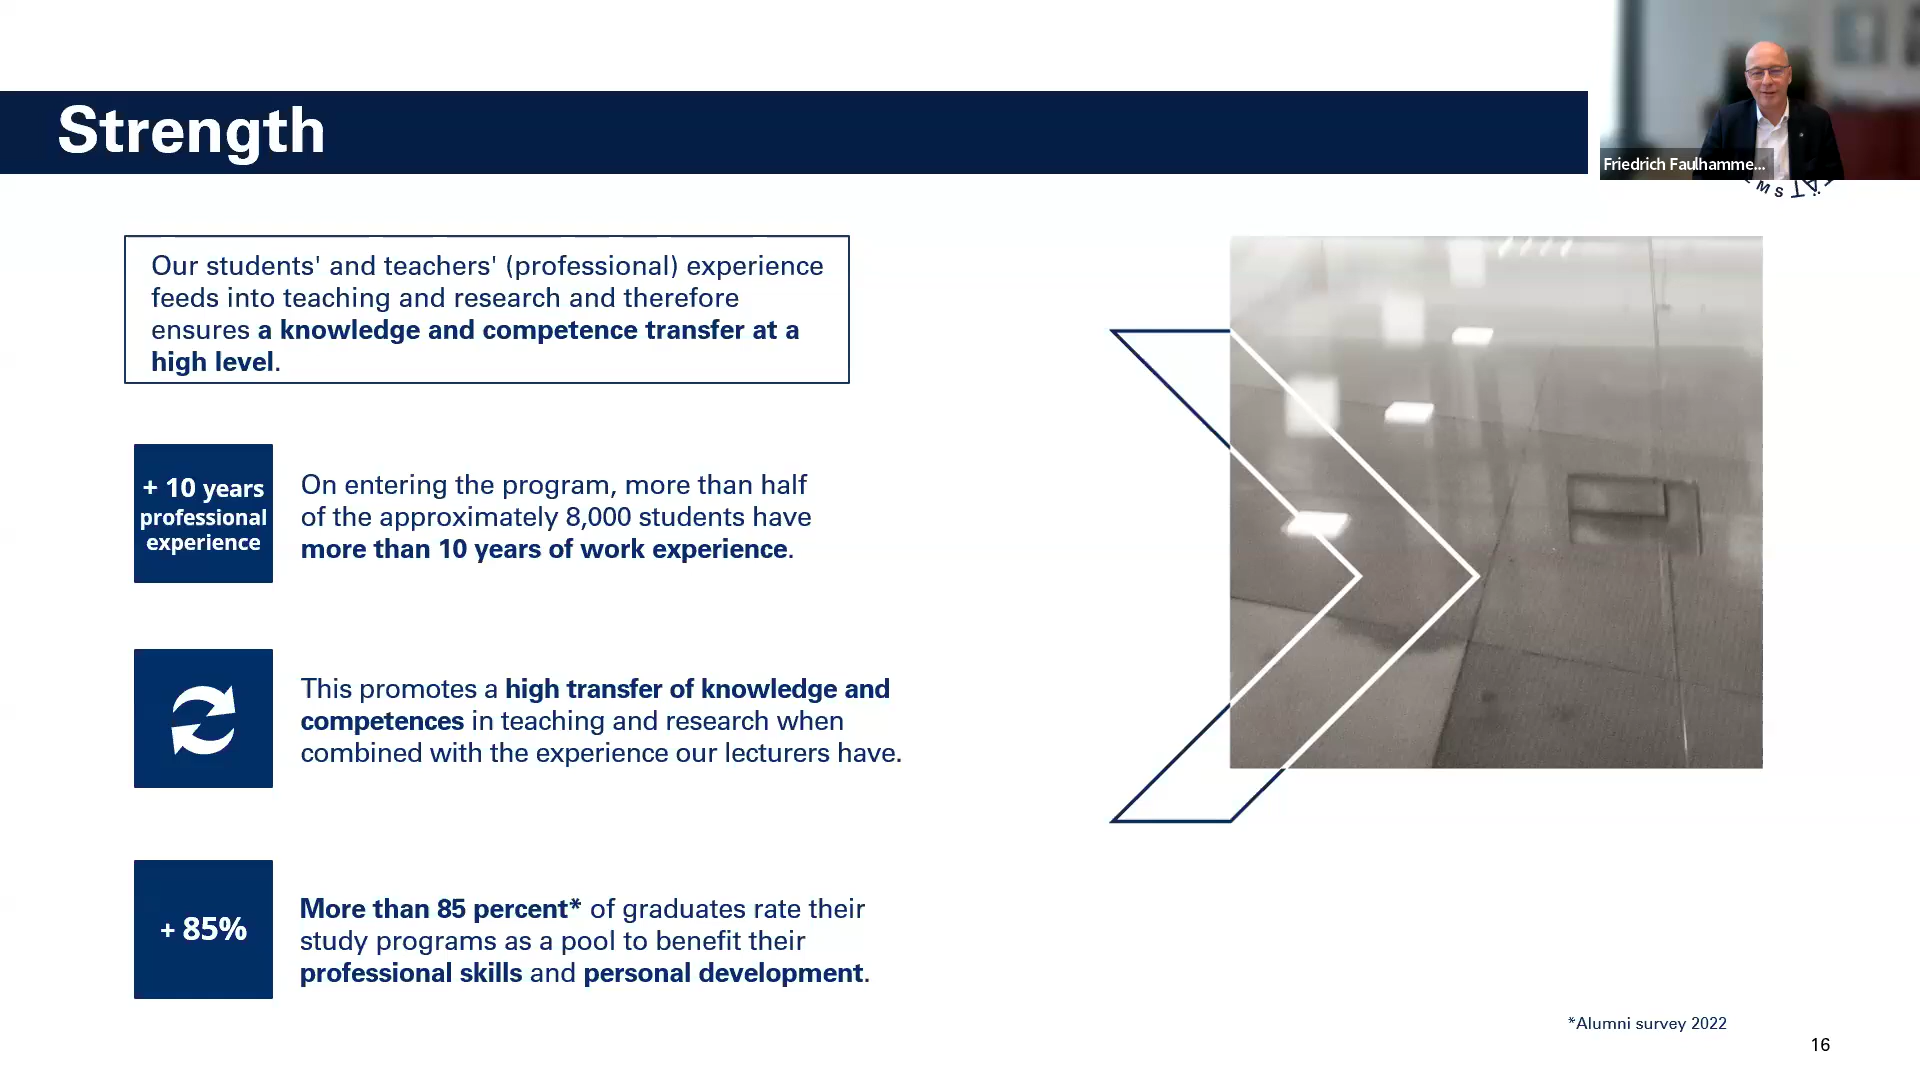 Strength
Friedrich Faulhamme...
Our students' and teachers' (professional) experience
feeds into teaching and research and therefore
ensures a knowledge and competence transfer at a
high level.
+ 10 years
professional
experience
On entering the program, more than half
of the approximately 8,000 students have
more than 10 years of work experience.
This promotes a high transfer of knowledge and
competences in teaching and research when
combined with the experience our lecturers have.
+ 85%
More than 85 percent* of graduates rate their
study programs as a pool to benefit their
professional skills and personal development.
*Alumni survey 2022
16